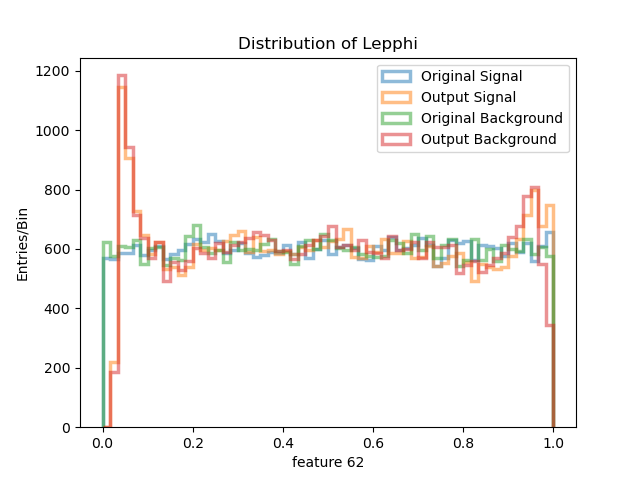 Distribution of Lepphi
Original Signal
Output Signal
Original Background
Output Background
Entries/Bin
1200
1000
800
600
400
200
0
0.0 0.2 0.4 0.6 0.8 1.0
feature 62